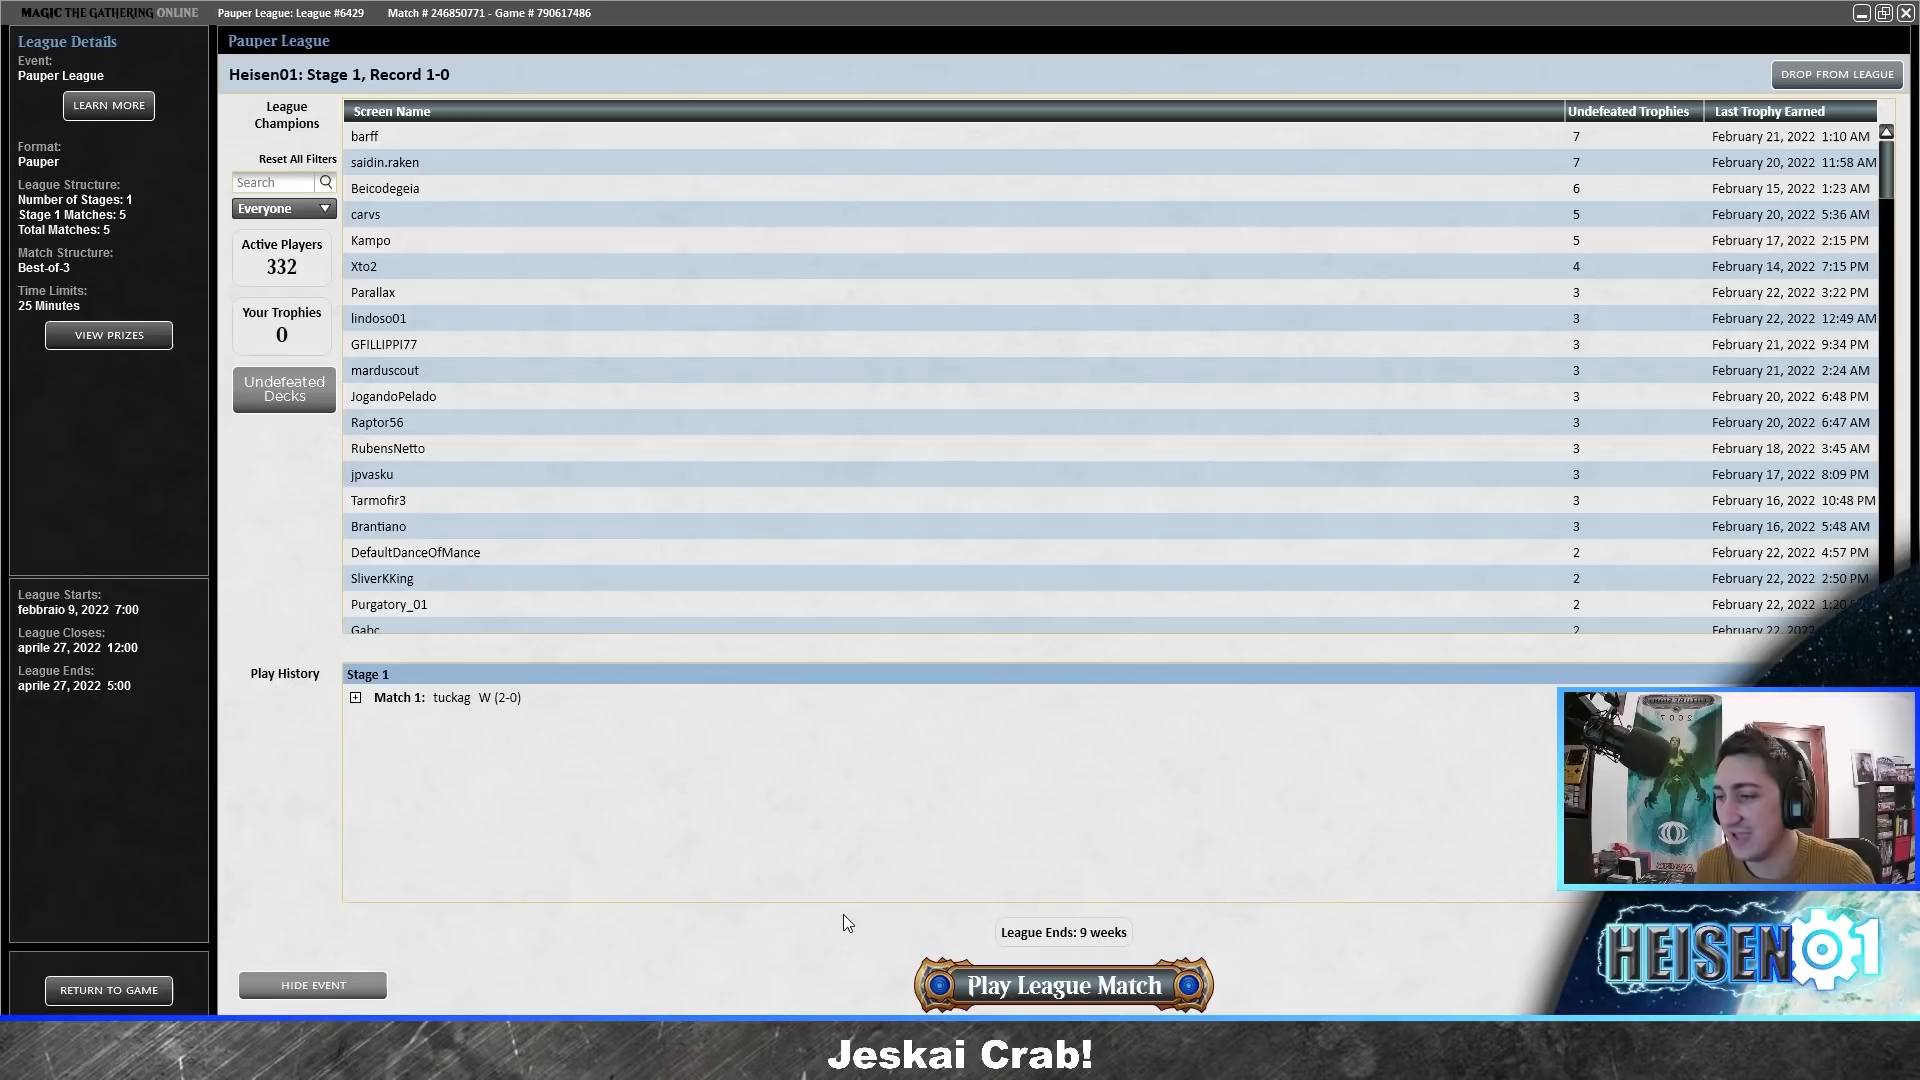 MAGIC THE GATHERING ONLINE
Pauper League: League #6429
Match # 246850771 - Game # 790617486
League Details
Event:
Pauper League
LEARN MORE
Format:
Pauper
League Structure:
Number of Stages: 1
Stage 1 Matches: 5
Total Matches: 5
Match Structure:
Best-of-3
Time Limits:
25 Minutes
VIEW PRIZES
League Starts:
febbraio 9, 2022 7:00
League Closes:
aprile 27, 2022 12:00
League Ends:
aprile 27, 2022 5:00
RETURN TO GAME
Pauper League
Heisen01: Stage 1, Record 1-0
DROP FROM LEAGUE
League
Champions
Reset All Filters
Search
Everyone
Active Players
332
Your Trophies
0
Undefeated
Decks
Screen Name Undefeated Trophies Last Trophy Earned
barff 7 February 21, 2022 1:10 AM
saidin.raken 7 February 20, 2022 11:58 AM
Beicodegeia 6 February 15, 2022 1:23 AM
carvs 5 February 20, 2022 5:36 AM
Kampo 5 February 17, 2022 2:15 PM
Xto2 4 February 14, 2022 7:15 PM
Parallax 3 February 22, 2022 3:22 PM
lindoso01 3 February 22, 2022 12:49 AM
GFILLIPPI77 3 February 21, 2022 9:34 PM
marduscout 3 February 21, 2022 2:24 AM
JogandoPelado 3 February 20, 2022 6:48 PM
Raptor56 3 February 20, 2022 6:47 AM
RubensNetto 3 February 18, 2022 3:45 AM
jpvasku 3 February 17, 2022 8:09 PM
Tarmofir3 3 February 16, 2022 10:48 PM
Brantiano 3 February 16, 2022 5:48 AM
DefaultDanceOfMance 2 February 22, 2022 4:57 PM
SliverKKing 2 February 22, 2022 2:50 PM
Purgatory_01 2 February 22, 2022 1:20
Gabc 2 February 22, 2022
Play History
Stage 1
Match 1: tuckag W (2-0)
2007
League Ends: 9 weeks
HIDE EVENT
Play League Match
HEISEN01
Jeskai Crab!